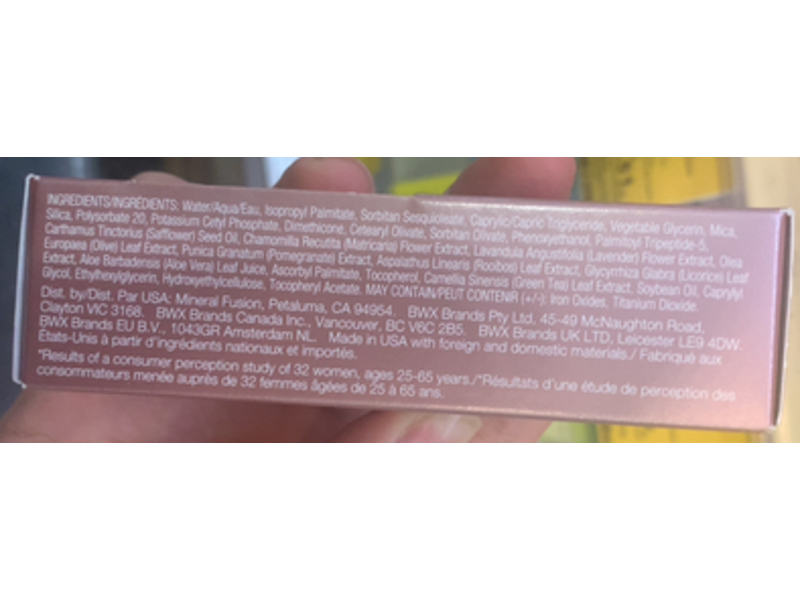 INGREDIENTS/INGRÉDIENTS: Water/Aqua/Eau, Isopropyl Palmitate, Sorbitan Sesquioleate, Caprylic/Capric Triglyceride, Vegetable Glycerin, Mica,
Silica, Polysorbate 20, Potassium Cetyl Phosphate, Dimethicone, Cetearyl Olivate, Sorbitan Olivate, Phenoxyethanol, Palmitoyl Tripeptide-5,
Carthamus Tinctorius (Safflower) Seed Oil, Chamomilla Recutita (Matricaria) Flower Extract, Lavandula Angustifolia (Lavender) Flower Extract, Olea
Europaea (Olive) Leaf Extract, Punica Granatum (Pomegranate) Extract, Aspalathus Linearis (Rooibos) Leaf Extract, Glycyrrhiza Glabra (Licorice) Leaf
Extract, Aloe Barbadensis (Aloe Vera) Leaf Juice, Ascorbyl Palmitate, Tocopherol, Camellia Sinensis (Green Tea) Leaf Extract, Soybean Oil, Caprylyl
Glycol, Ethylhexylglycerin, Hydroxyethylcellulose, Tocopheryl Acetate. MAY CONTAIN/PEUT CONTENIR (+/-): Iron Oxides, Titanium Dioxide.
Dist. by/Dist. Par USA: Mineral Fusion, Petaluma, CA 94954. BWX Brands Pty Ltd. 45-49 McNaughton Road,
Clayton VIC 3168. BWX Brands Canada Inc., Vancouver, BC V6C 2B5. BWX Brands UK LTD, Leicester LE9 4DW.
BWX Brands EU B.V., 1043GR Amsterdam NL. Made in USA with foreign and domestic materials./ Fabriqué aux
États-Unis à partir d'ingrédients nationaux et importés.
*Results of a consumer perception study of 32 women, ages 25-65 years./*Résultats d'une étude de perception des
consommateurs menée auprès de 32 femmes âgées de 25 à 65 ans.